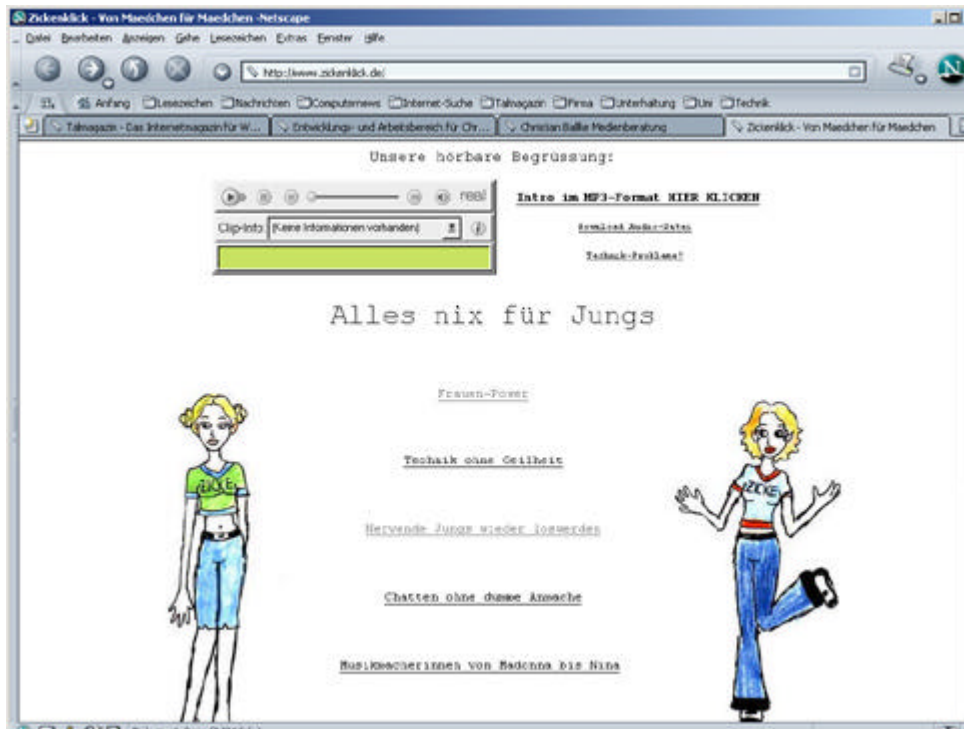 Zickenklick - Von Maedchen für Maedchen -Netscape
Datei Bearbeiten Anzeigen Gehe Lesezeichen Extras Fenster Hilfe
http://www.zickenklick.de/
Anfang Lesezeichen Nachrichten Computernews Internet-Suche Talmagazin Firma Unterhaltung Uni Technik
Talmagazin - Das Internetmagazin für W... Entwicklungs- und Arbeitsbereich für Chr... Christian Medienberatung Zickenklick - Von Maedchen für Maedchen
Unsere hörbare Begrüssung:
real
Intro im MP3-Format HIER KLICKEN
Clip-Info: (Keine Informationen vorhanden)
Download Audio-Datei
Technik-Probleme?
Alles nix für Jungs
Frauen-Power
Technik ohne Geilheit
ZICKE
ZICKE
Nervende Jungs wieder loswerden
Chatten ohne dumme Anmache
Musikmacherinnen von Madonna bis Nina